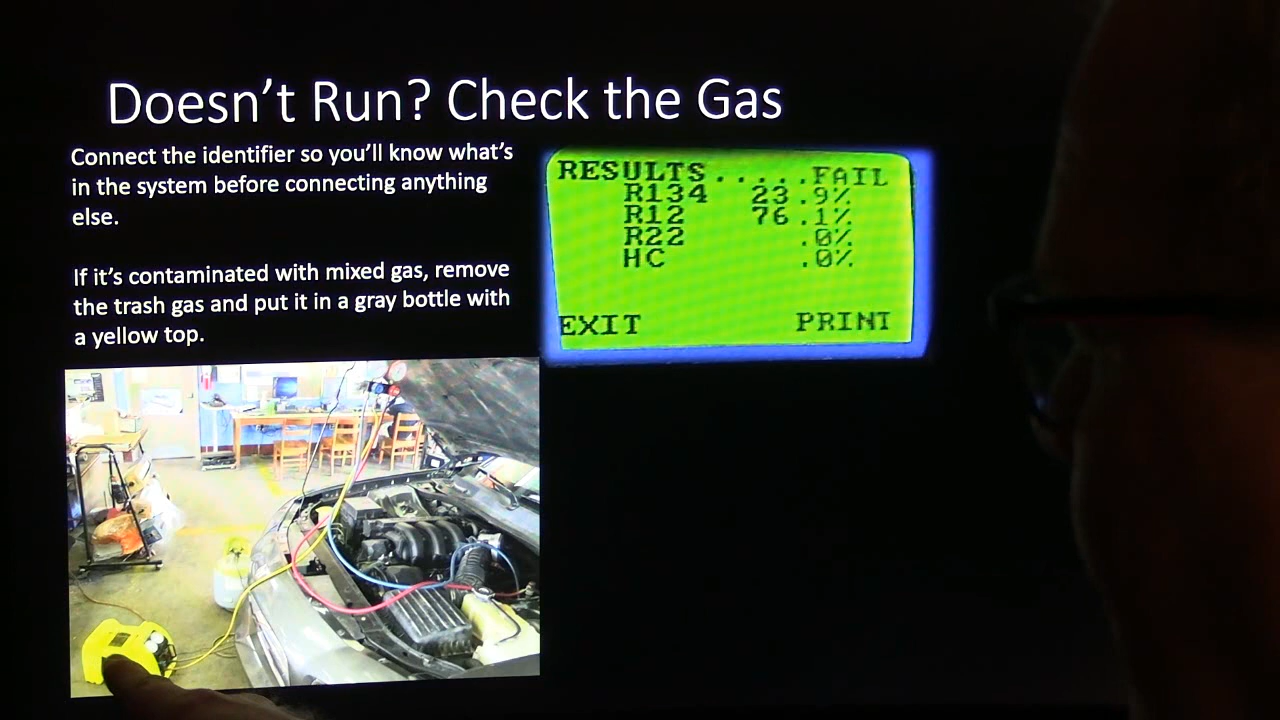 Doesn't Run? Check the Gas
Connect the identifier so you'll know what's
in the system before connecting anything
else.
If it's contaminated with mixed gas, remove
the trash gas and put it in a gray bottle with
a yellow top.
RESULTS.....FAIL
R134 23.9%
R12 76.1%
R22 .0%
HC .0%
EXIT PRINT